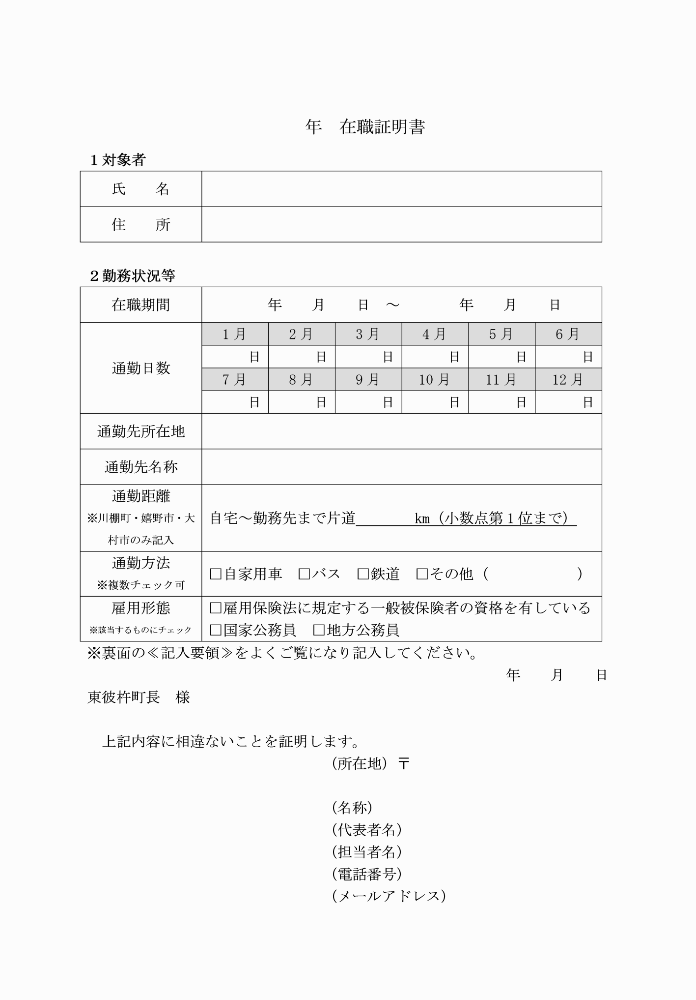 年　在職証明書
１対象者
氏　　名
住　　所
２勤務状況等
在職期間　　　　年　　月　　日　～　　　　年　　月　　日
1 月　2 月　3 月　4 月　5 月　6 月
日　日　日　日　日　日
通勤日数
7 月　8 月　9 月　10 月　11 月　12 月
日　日　日　日　日　日
通勤先所在地
通勤先名称
通勤距離
※川棚町・嬉野市・大
村市のみ記入
自宅～勤務先まで片道　　　　km（小数点第１位まで）
通勤方法
※複数チェック可
□自家用車　□バス　□鉄道　□その他（　　　　　　）
雇用形態
※該当するものにチェック
□雇用保険法に規定する一般被保険者の資格を有している
□国家公務員　□地方公務員
※裏面の≪記入要領≫をよくご覧になり記入してください。
年　　月　　日
東彼杵町長　様
上記内容に相違ないことを証明します。
（所在地）〒
（名称）
（代表者名）
（担当者名）
（電話番号）
（メールアドレス）